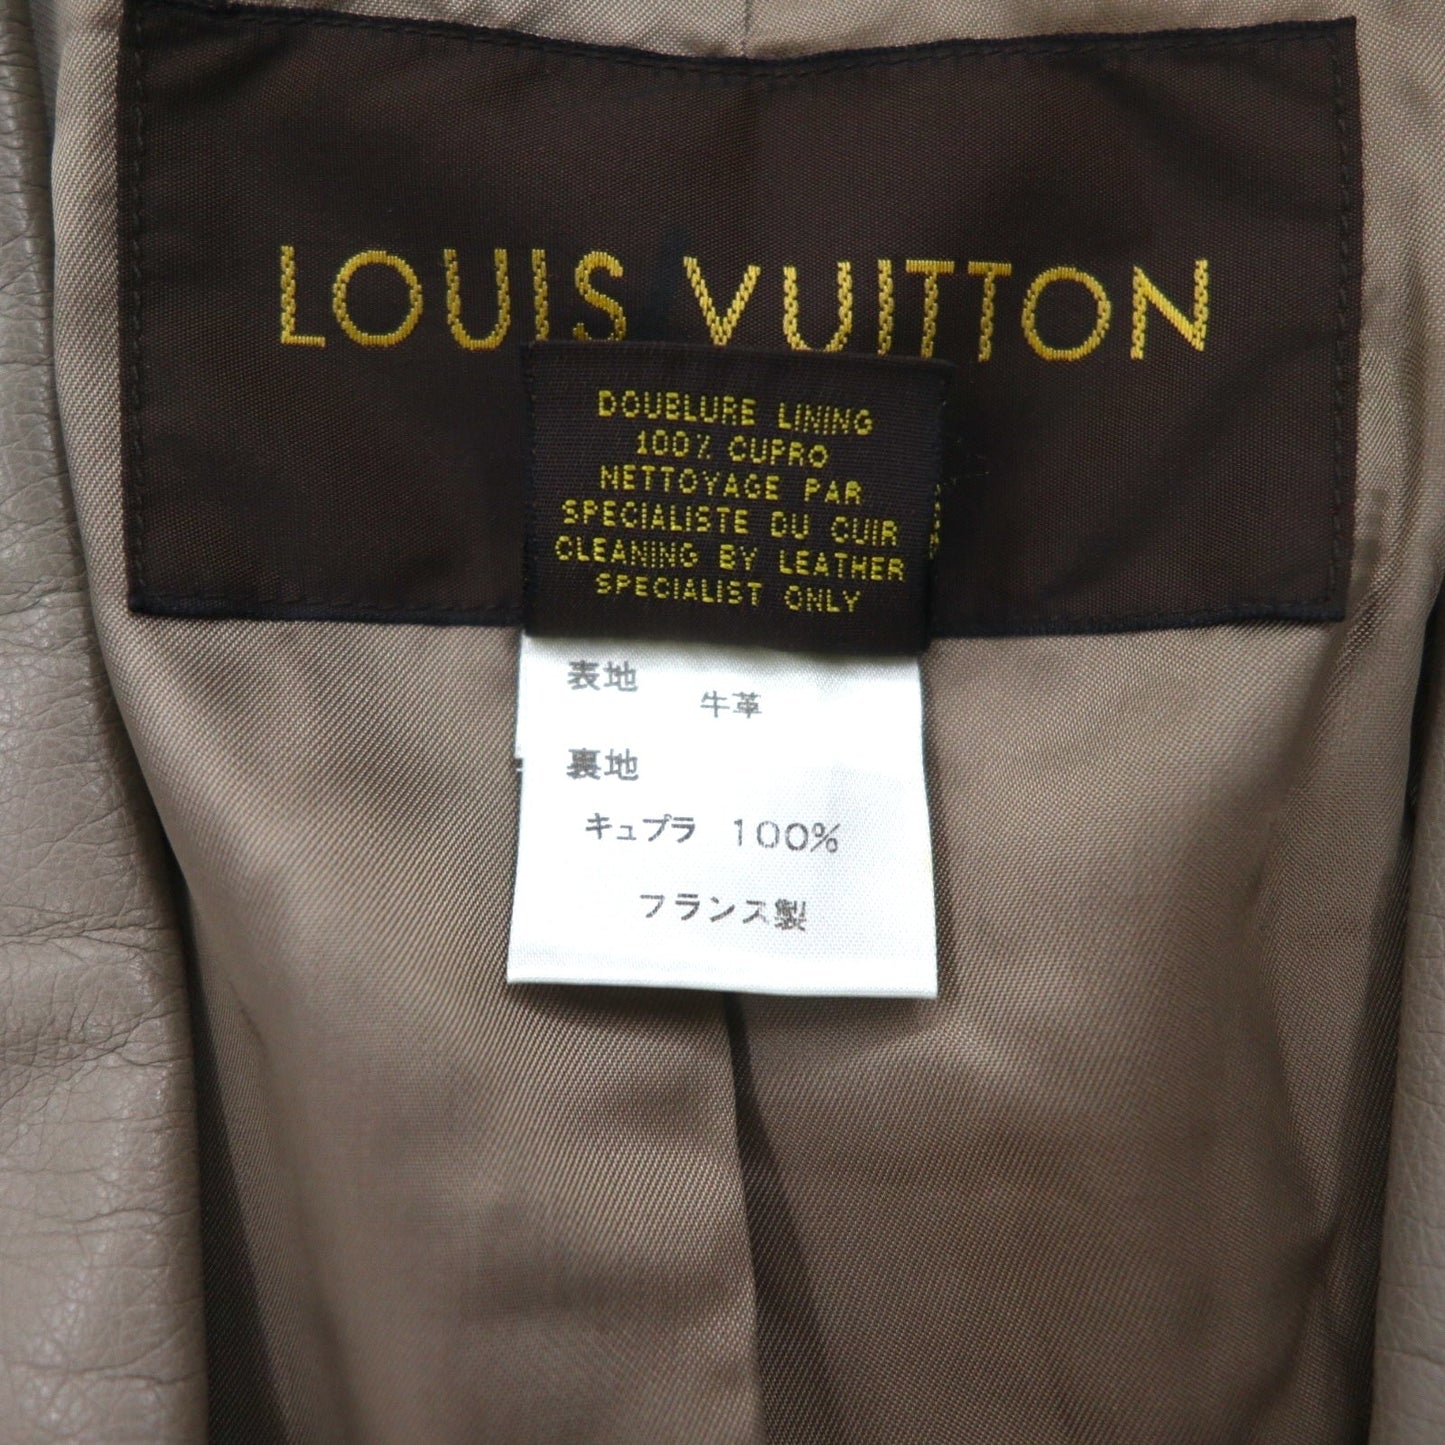 LOUIS VUITTON
DOUBLURE LINING
100% CUPRO
NETTOYAGE PAR
SPECIALISTE DU CUIR
CLEANING BY LEATHER
SPECIALIST ONLY
表地
牛革
裏地
キュプラ 100%
フランス製